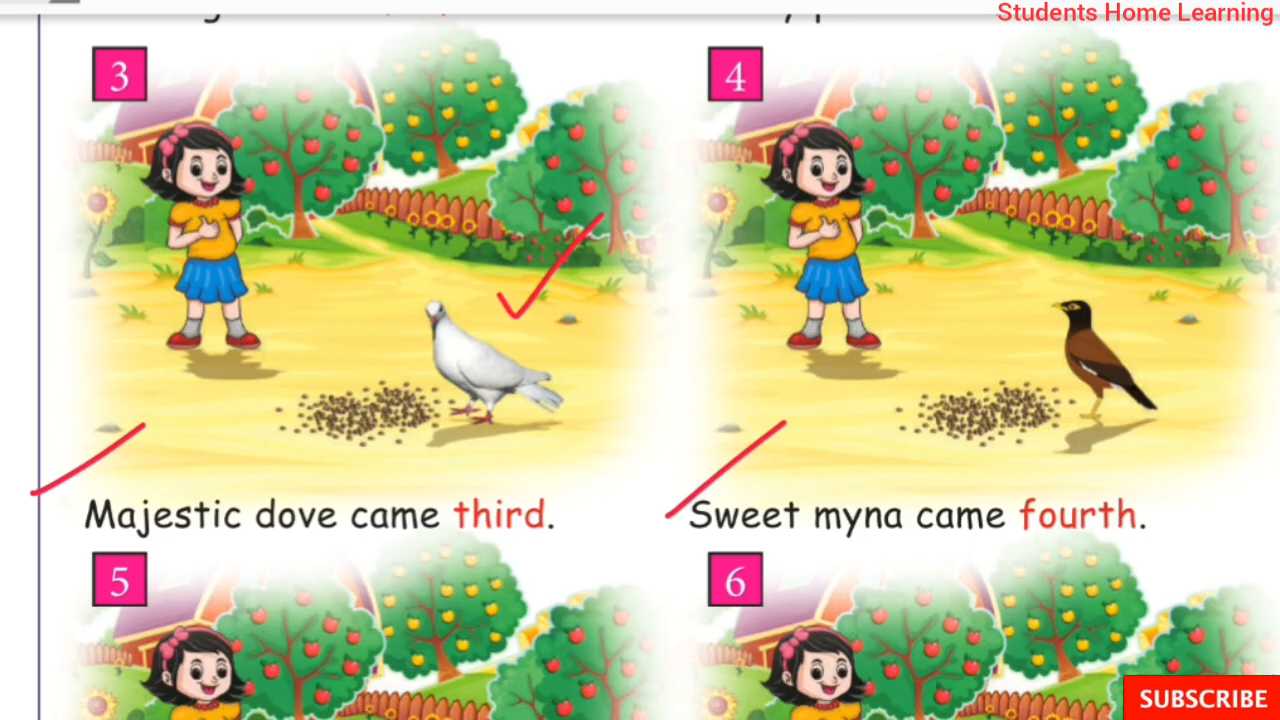 Students Home Learning
3
4
Majestic dove came third.
Sweet myna came fourth.
5
6
SUBSCRIBE